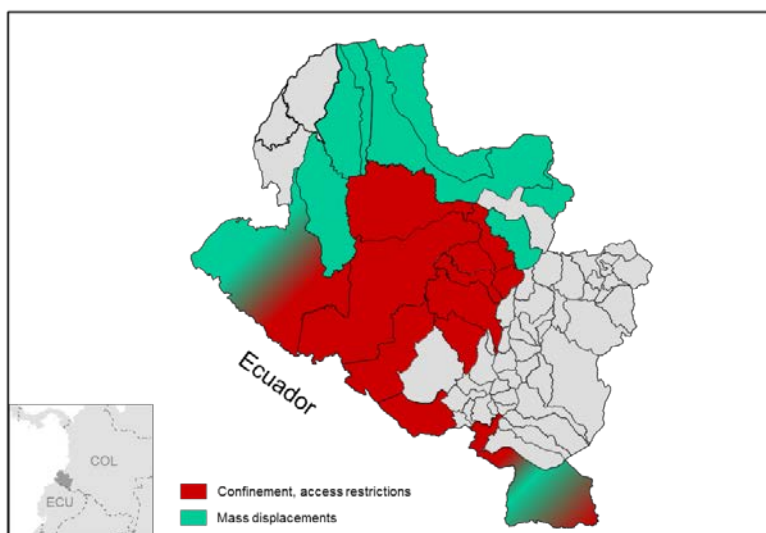 Ecuador
COL
ECU
Confinement, access restrictions
Mass displacements